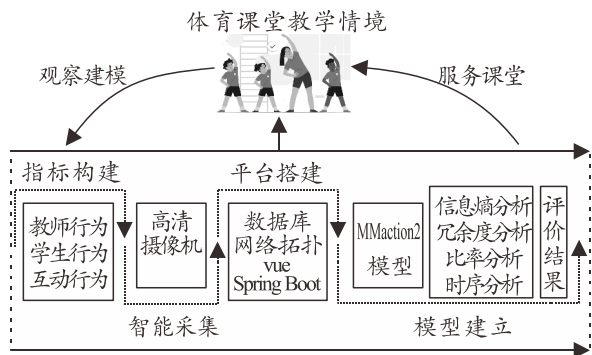 体育课堂教学情境
观察建模
服务课堂
指标构建
平台搭建
教师行为
学生行为
互动行为
高清
摄像机
数据库
网络拓扑
vue
Spring Boot
MMaction2
模型
信息熵分析
冗余度分析
比率分析
时序分析
评
价
结
果
智能采集
模型建立